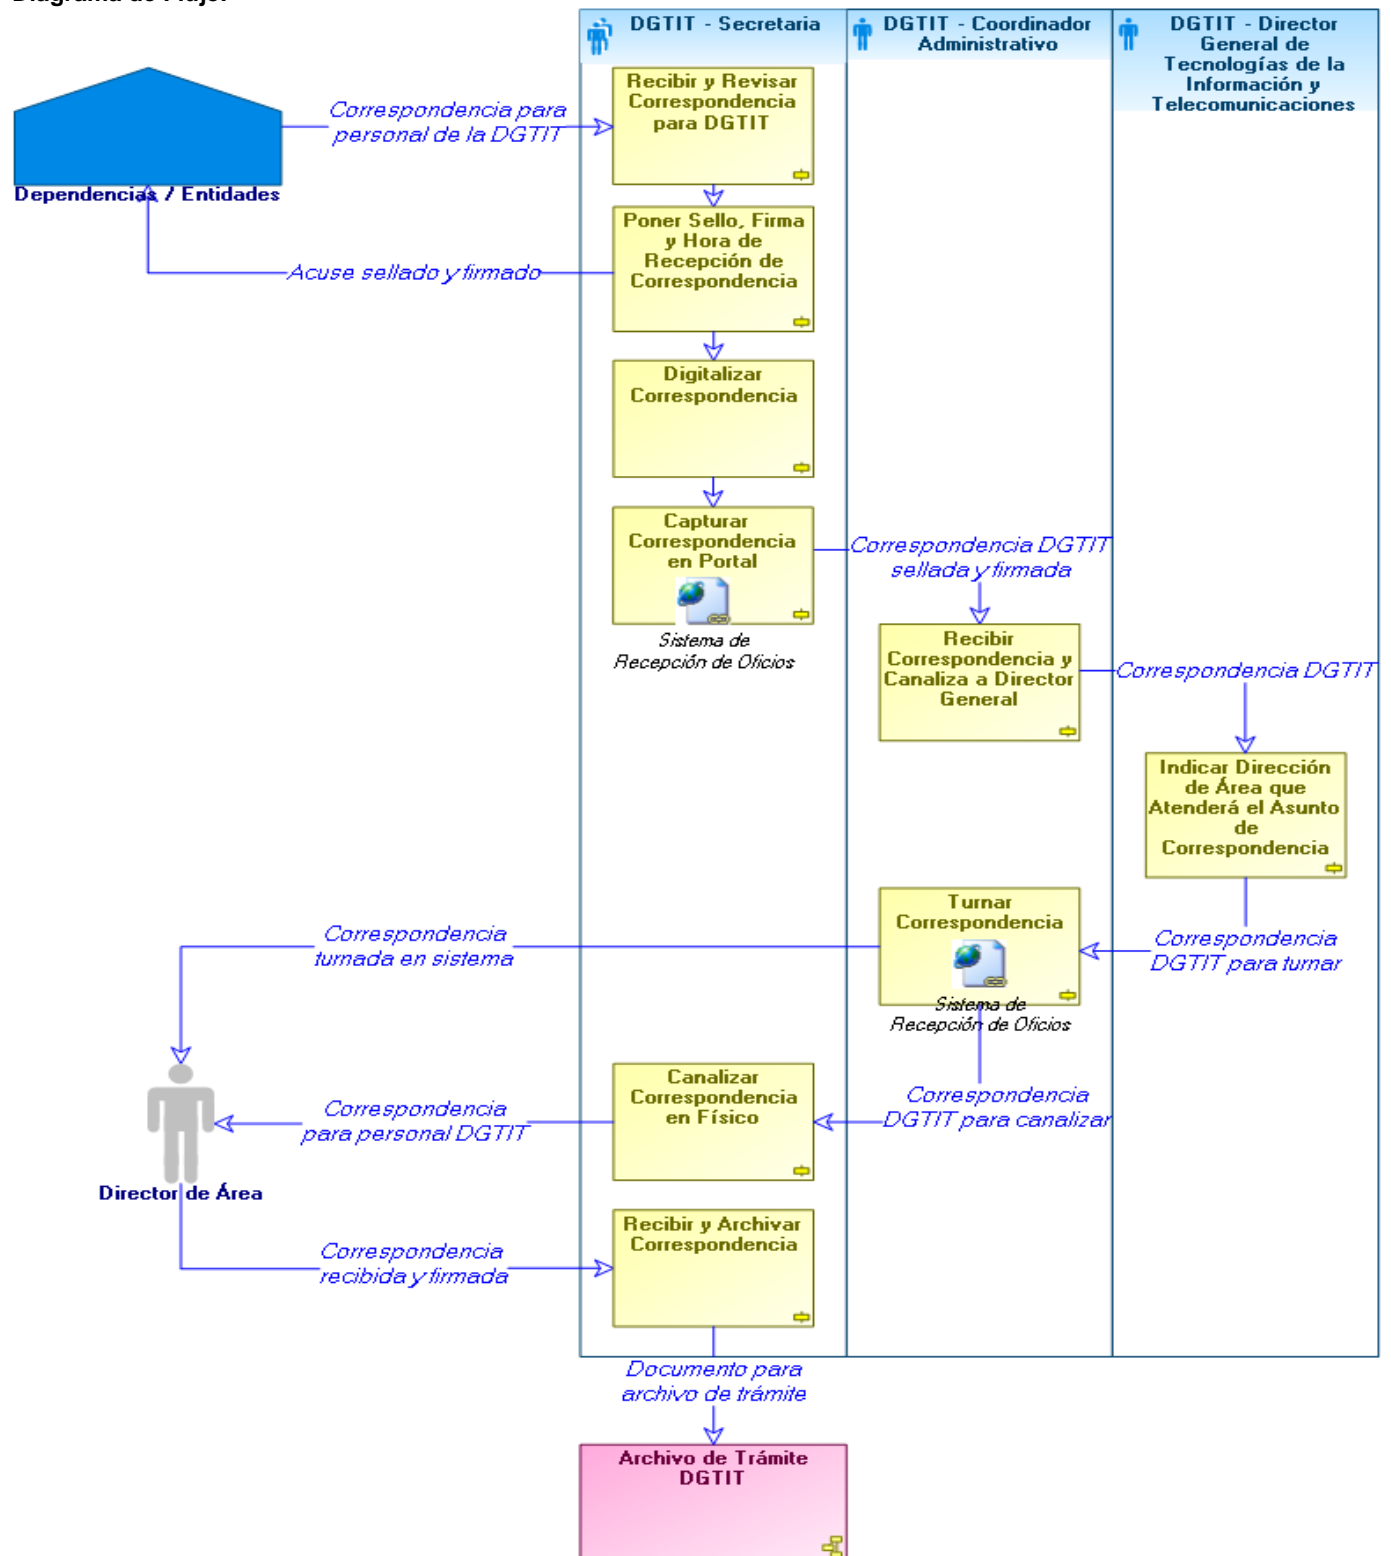 Diagrama de Flujo:
DGTIT - Secretaria
DGTIT - Coordinador
Administrativo
DGTIT - Director
General de
Tecnologías de la
Información y
Telecomunicaciones
Recibir y Revisar
Correspondencia
para DGTIT
Correspondencia para
personal de la DGTIT
Dependencias / Entidades
Poner Sello, Firma
y Hora de
Recepción de
Correspondencia
Acuse sellado y firmado
Digitalizar
Correspondencia
Capturar
Correspondencia
en Portal
Sistema de
Recepción de Oficios
Correspondencia DGTIT
sellada y firmada
Recibir
Correspondencia y
Canaliza a Director
General
Correspondencia DGTIT
Indicar Dirección
de Área que
Atenderá el Asunto
de
Correspondencia
Turnar
Correspondencia
Sistema de
Recepción de Oficios
Correspondencia
DGTIT para turnar
Correspondencia
turnada en sistema
Canalizar
Correspondencia
en Físico
Correspondencia
DGTIT para canalizar
Correspondencia
para personal DGTIT
Director de Área
Recibir y Archivar
Correspondencia
Correspondencia
recibida y firmada
Documento para
archivo de trámite
Archivo de Trámite
DGTIT